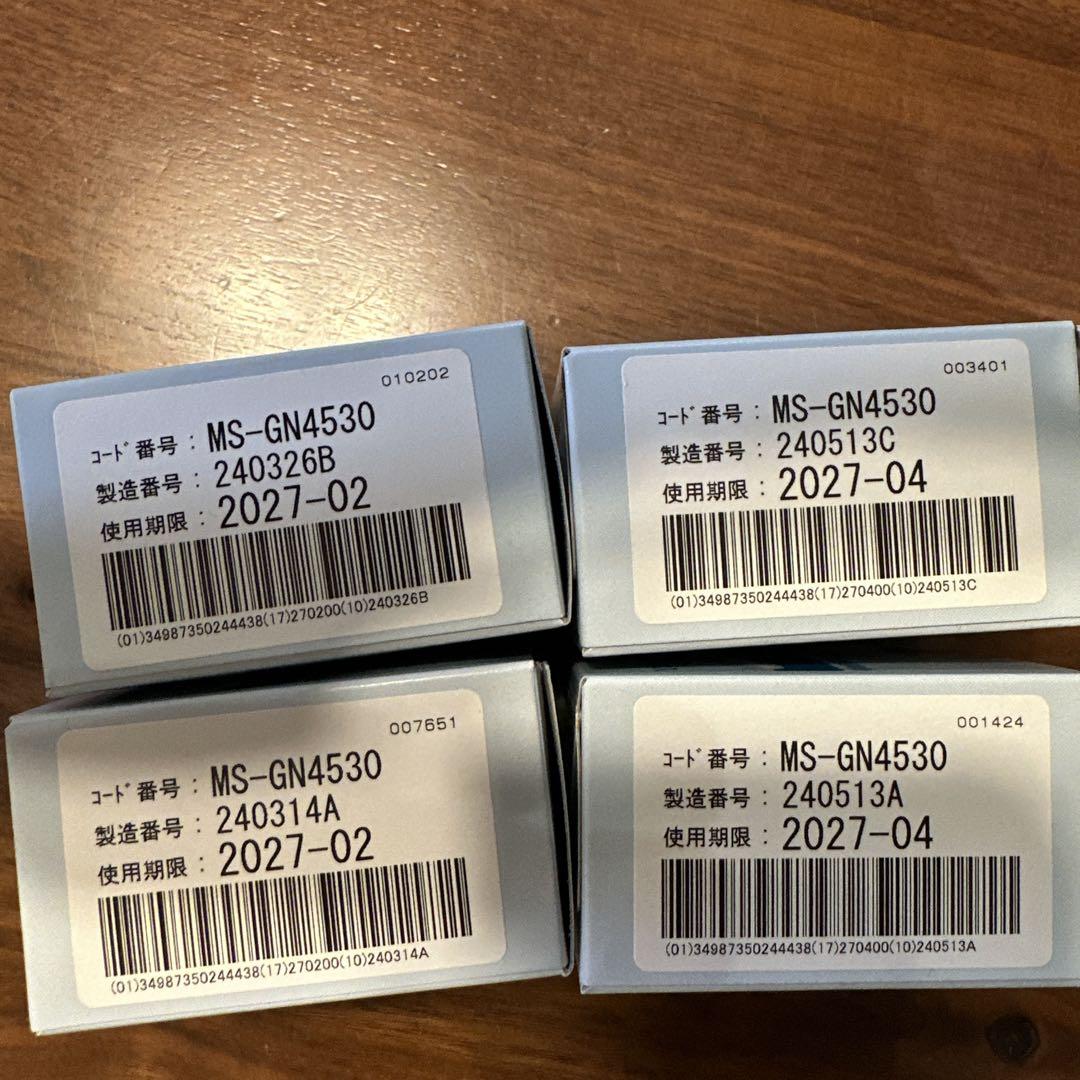 010202
コード番号：MS-GN4530
製造番号：240326B
使用期限：2027-02
(01)34987350244438(17)270200(10)240326B
003401
コード番号：MS-GN4530
製造番号：240513C
使用期限：2027-04
(01)34987350244438(17)270400(10)240513C
007651
コード番号：MS-GN4530
製造番号：240314A
使用期限：2027-02
(01)34987350244438(17)270200(10)240314A
001424
コード番号：MS-GN4530
製造番号：240513A
使用期限：2027-04
(01)34987350244438(17)270400(10)240513A